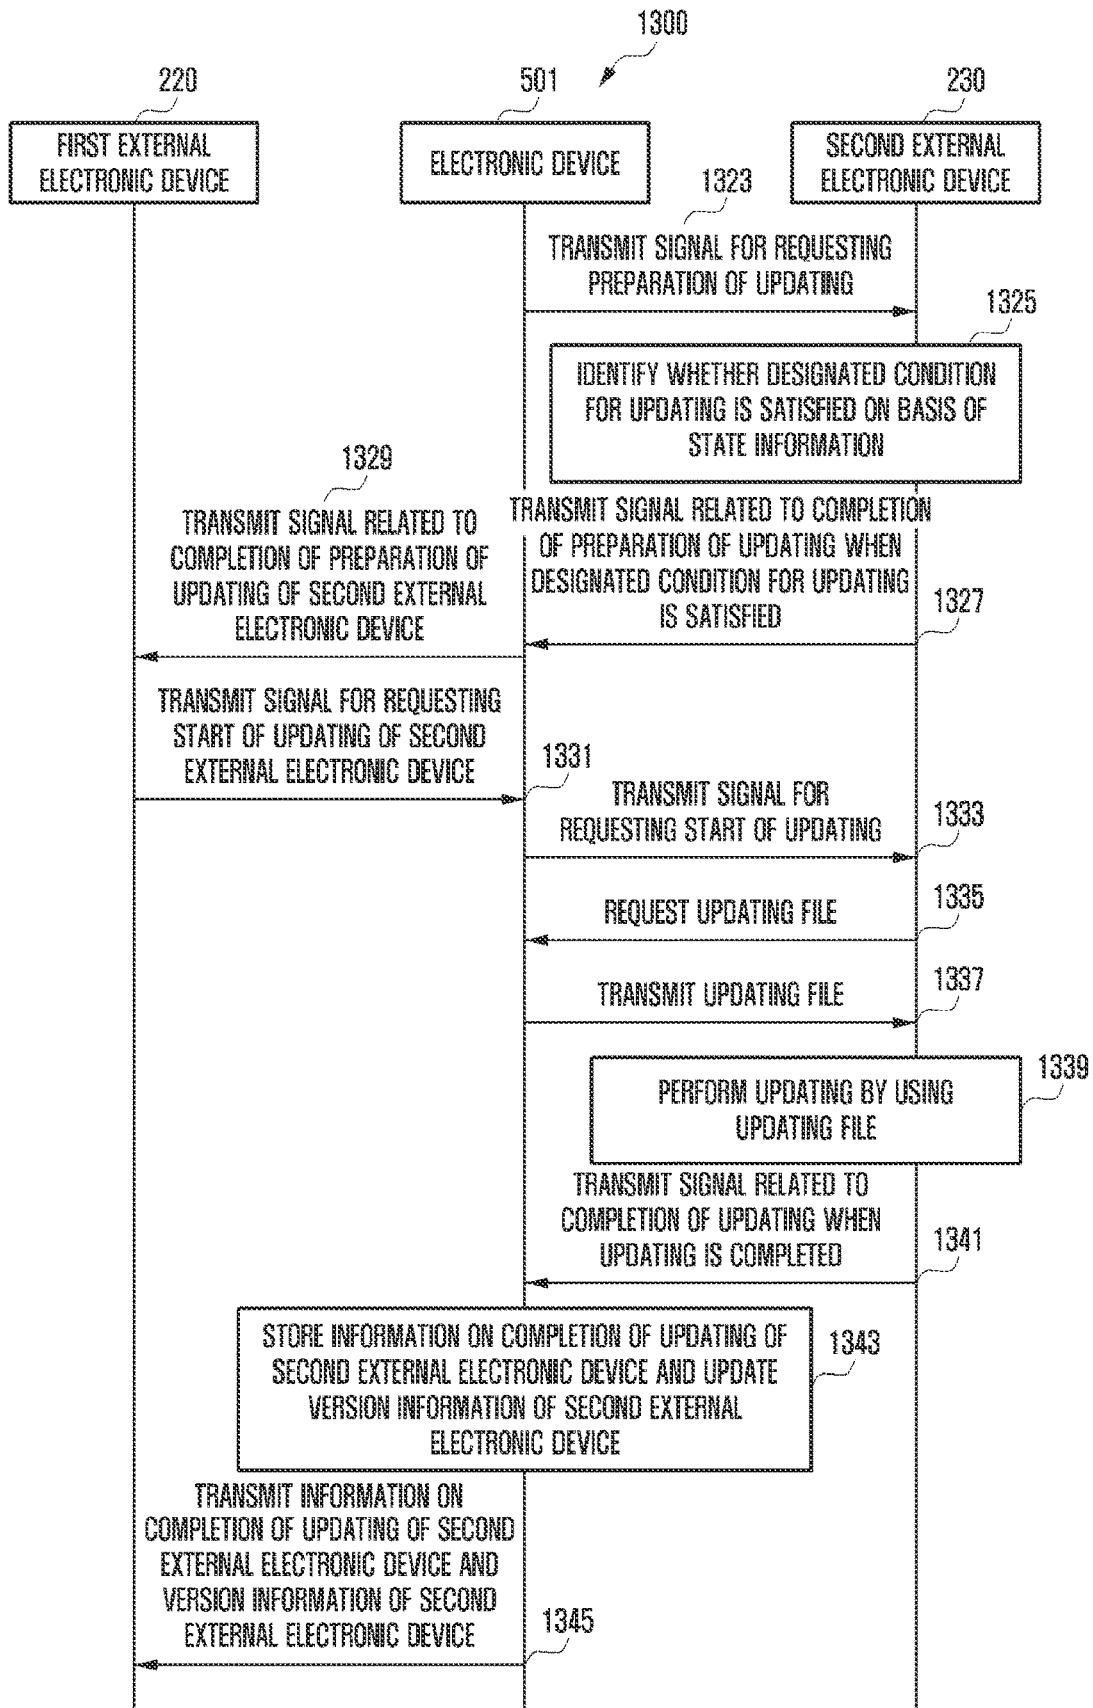 1300
220
501
230
FIRST EXTERNAL
ELECTRONIC DEVICE
ELECTRONIC DEVICE
SECOND EXTERNAL
ELECTRONIC DEVICE
1323
TRANSMIT SIGNAL FOR REQUESTING
PREPARATION OF UPDATING
1325
IDENTIFY WHETHER DESIGNATED CONDITION
FOR UPDATING IS SATISFIED ON BASIS OF
STATE INFORMATION
1329
TRANSMIT SIGNAL RELATED TO
COMPLETION OF PREPARATION OF
UPDATING OF SECOND EXTERNAL
ELECTRONIC DEVICE
TRANSMIT SIGNAL RELATED TO COMPLETION
OF PREPARATION OF UPDATING WHEN
DESIGNATED CONDITION FOR UPDATING
IS SATISFIED
1327
TRANSMIT SIGNAL FOR REQUESTING
START OF UPDATING OF SECOND
EXTERNAL ELECTRONIC DEVICE
1331
TRANSMIT SIGNAL FOR
REQUESTING START OF UPDATING
1333
REQUEST UPDATING FILE
1335
TRANSMIT UPDATING FILE
1337
PERFORM UPDATING BY USING
UPDATING FILE
1339
TRANSMIT SIGNAL RELATED TO
COMPLETION OF UPDATING WHEN
UPDATING IS COMPLETED
1341
STORE INFORMATION ON COMPLETION OF UPDATING OF
SECOND EXTERNAL ELECTRONIC DEVICE AND UPDATE
VERSION INFORMATION OF SECOND EXTERNAL
ELECTRONIC DEVICE
1343
TRANSMIT INFORMATION ON
COMPLETION OF UPDATING OF SECOND
EXTERNAL ELECTRONIC DEVICE AND
VERSION INFORMATION OF SECOND
EXTERNAL ELECTRONIC DEVICE
1345